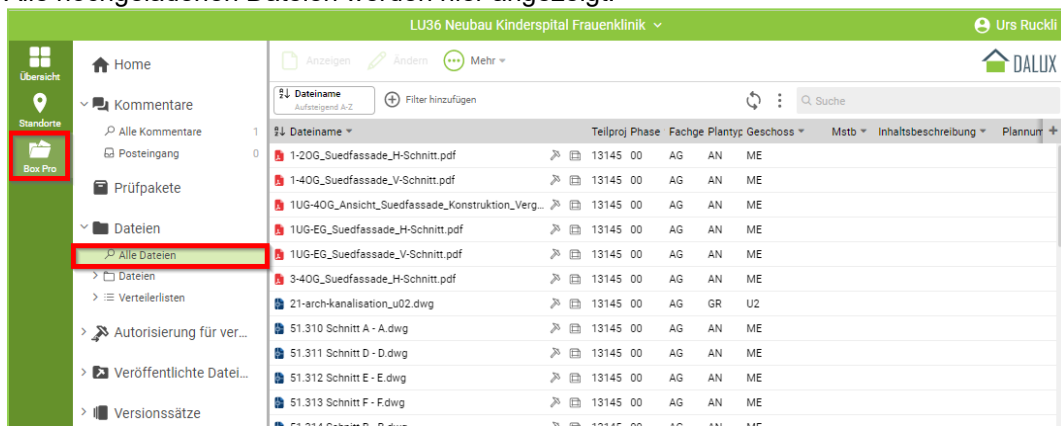 Alle hochgeladenen Dateien werden hier angezeigt.
LU36 Neubau Kinderspital Frauenklinik
Urs Ruckli
Übersicht
Standorte
Box Pro
Home
Kommentare
Alle Kommentare 1
Posteingang 0
Prüfpakete
Dateien
Alle Dateien
Dateien
Verteilerlisten
Autorisierung für ver...
Veröffentlichte Datei...
Versionssätze
Anzeigen Ändern Mehr
DALUX
Dateiname
Aufsteigend A-Z
Filter hinzufügen
Suche
Dateiname Teilproj Phase Fachge Plantyp Geschoss Mstb Inhaltsbeschreibung Plannum
1-2OG_Suedfassade_H-Schnitt.pdf 13145 00 AG AN ME
1-4OG_Suedfassade_V-Schnitt.pdf 13145 00 AG AN ME
1UG-4OG_Ansicht_Suedfassade_Konstruktion_Verg... 13145 00 AG AN ME
1UG-EG_Suedfassade_H-Schnitt.pdf 13145 00 AG AN ME
1UG-EG_Suedfassade_V-Schnitt.pdf 13145 00 AG AN ME
3-4OG_Suedfassade_H-Schnitt.pdf 13145 00 AG AN ME
21-arch-kanalisation_u02.dwg 13145 00 AG GR U2
51.310 Schnitt A - A.dwg 13145 00 AG AN ME
51.311 Schnitt D - D.dwg 13145 00 AG AN ME
51.312 Schnitt E - E.dwg 13145 00 AG AN ME
51.313 Schnitt F - F.dwg 13145 00 AG AN ME